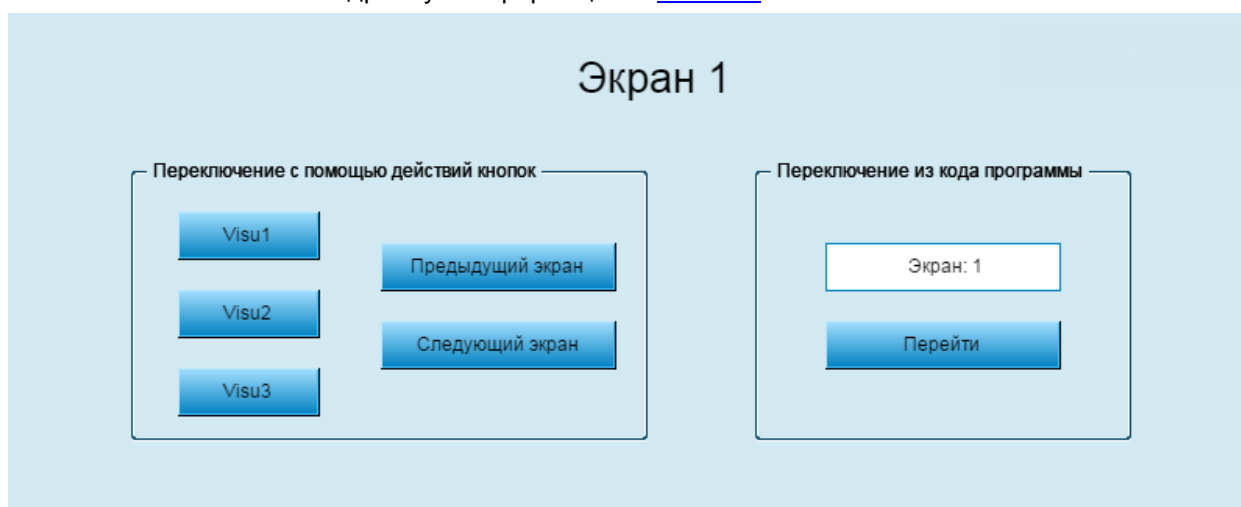 Экран 1
Переключение с помощью действий кнопок
Visu1
Visu2
Visu3
Предыдущий экран
Следующий экран
Переключение из кода программы
Экран: 1
Перейти